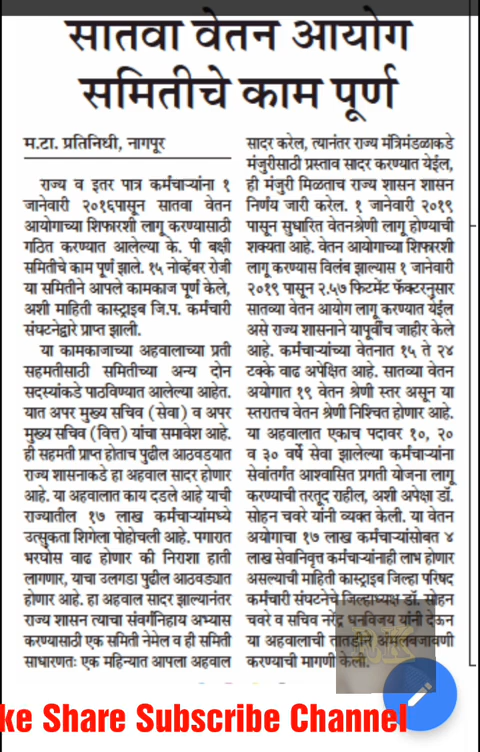 सातवा वेतन आयोग
समितीचे काम पूर्ण
म.टा. प्रतिनिधी, नागपूर
राज्य व इतर पात्र कर्मचाऱ्यांना १
जानेवारी २०१६पासून सातवा वेतन
आयोगाच्या शिफारशी लागू करण्यासाठी
गठित करण्यात आलेल्या के. पी बक्षी
समितीचे काम पूर्ण झाले. १५ नोव्हेंबर रोजी
या समितीने आपले कामकाज पूर्ण केले,
अशी माहिती कास्ट्राइब जि.प. कर्मचारी
संघटनेद्वारे प्राप्त झाली.
या कामकाजाच्या अहवालाच्या प्रती
सहमतीसाठी समितीच्या अन्य दोन
सदस्यांकडे पाठविण्यात आलेल्या आहेत.
यात अपर मुख्य सचिव (सेवा) व अपर
मुख्य सचिव (वित्त) यांचा समावेश आहे.
ही सहमती प्राप्त होताच पुढील आठवडयात
राज्य शासनाकडे हा अहवाल सादर होणार
आहे. या अहवालात काय दडले आहे याची
राज्यातील १७ लाख कर्मचाऱ्यांमध्ये
उत्सुकता शिगेला पोहोचली आहे. पगारात
भरघोस वाढ होणार की निराशा हाती
लागणार, याचा उलगडा पुढील आठवड्यात
होणार आहे. हा अहवाल सादर झाल्यानंतर
राज्य शासन त्याचा संवर्गनिहाय अभ्यास
करण्यासाठी एक समिती नेमेल व ही समिती
साधारणतः एक महिन्यात आपला अहवाल
सादर करेल, त्यानंतर राज्य मंत्रिमंडळाकडे
मंजुरीसाठी प्रस्ताव सादर करण्यात येईल,
ही मंजुरी मिळताच राज्य शासन शासन
निर्णय जारी करेल. १ जानेवारी २०१९
पासून सुधारित वेतनश्रेणी लागू होण्याची
शक्यता आहे. वेतन आयोगाच्या शिफारशी
लागू करण्यास विलंब झाल्यास १ जानेवारी
२०१९ पासून २.५७ फिटमेंट फॅक्टरनुसार
सातव्या वेतन आयोग लागू करण्यात येईल
असे राज्य शासनाने यापूर्वीच जाहीर केले
आहे. कर्मचाऱ्यांच्या वेतनात १५ ते २४
टक्के वाढ अपेक्षित आहे. सातव्या वेतन
अयोगात १९ वेतन श्रेणी स्तर असून या
स्तरातच वेतन श्रेणी निश्चित होणार आहे.
या अहवालात एकाच पदावर १०, २०
व ३० वर्षे सेवा झालेल्या कर्मचाऱ्यांना
सेवांतर्गत आश्वासित प्रगती योजना लागू
करण्याची तरतूद राहील, अशी अपेक्षा डॉ.
सोहन चवरे यांनी व्यक्त केली. या वेतन
अयोगाचा १७ लाख कर्मचाऱ्यांसोबत ४
लाख सेवानिवृत्त कर्मचाऱ्यांनाही लाभ होणार
असल्याची माहिती कास्ट्राइब जिल्हा परिषद
कर्मचारी संघटनेचे जिल्हाध्यक्ष डॉ. सोहन
चवरे व सचिव नरेंद्र धनविजय यांनी देऊन
या अहवालाची तातडीने अंमलबजावणी
करण्याची मागणी केली.
ke Share Subscribe Channel